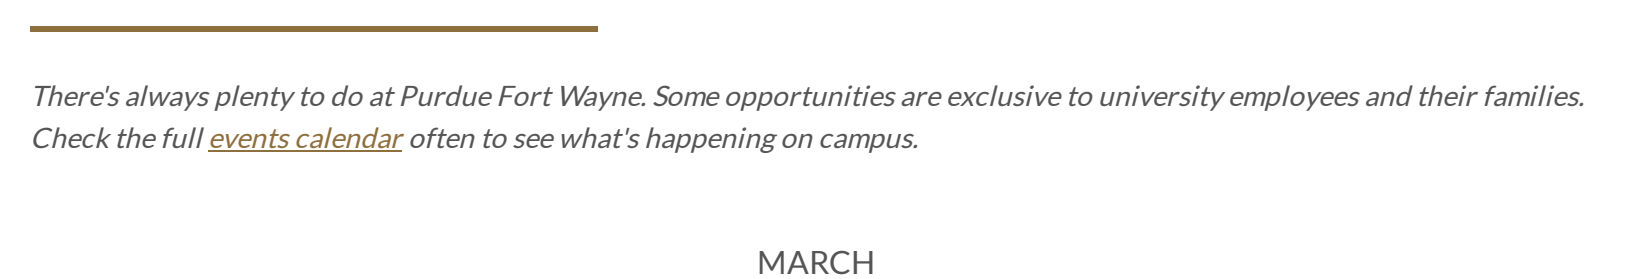 There's always plenty to do at Purdue Fort Wayne. Some opportunities are exclusive to university employees and their families.
Check the full events calendar often to see what's happening on campus.
MARCH